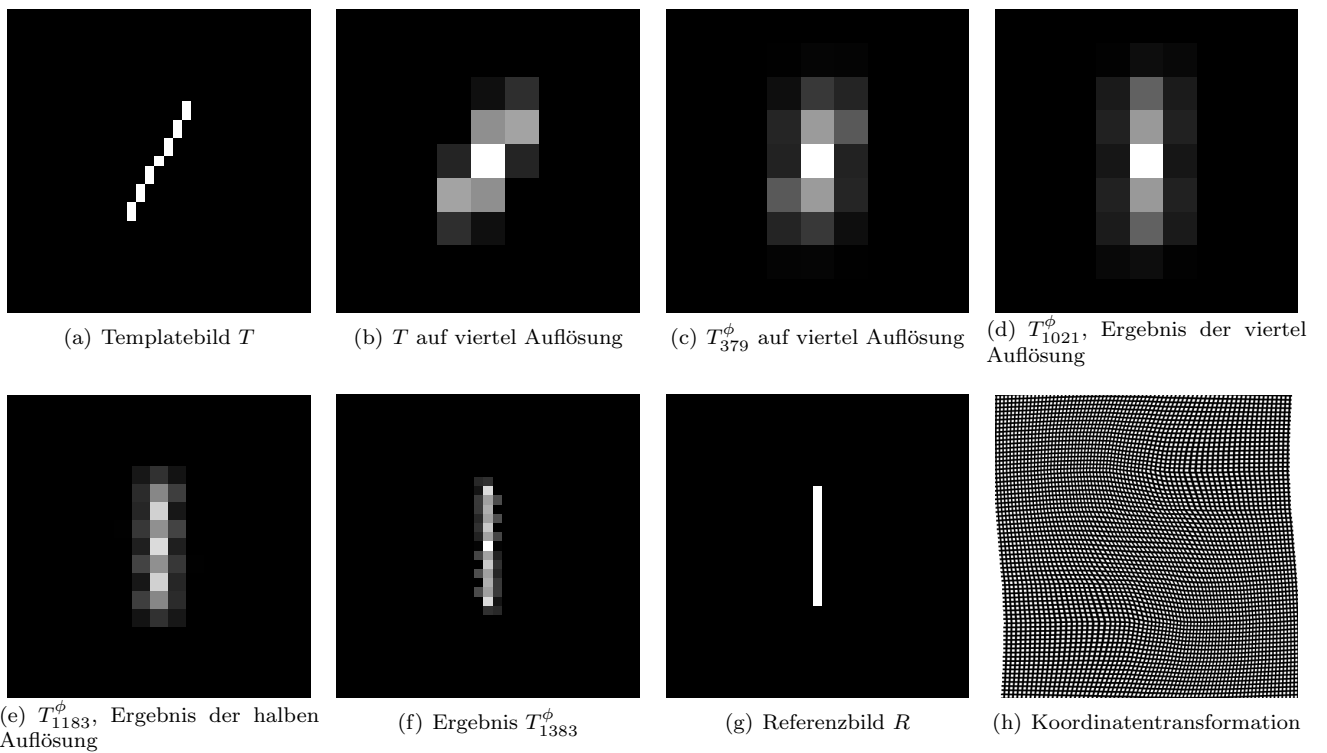 (a) Templatebild T
(b) T auf viertel Auflösung
(c) T^ϕ_379 auf viertel Auflösung
(d) T^ϕ_1021, Ergebnis der viertel
Auflösung
(e) T^ϕ_1183, Ergebnis der halben
Auflösung
(f) Ergebnis T^ϕ_1383
(g) Referenzbild R
(h) Koordinatentransformation